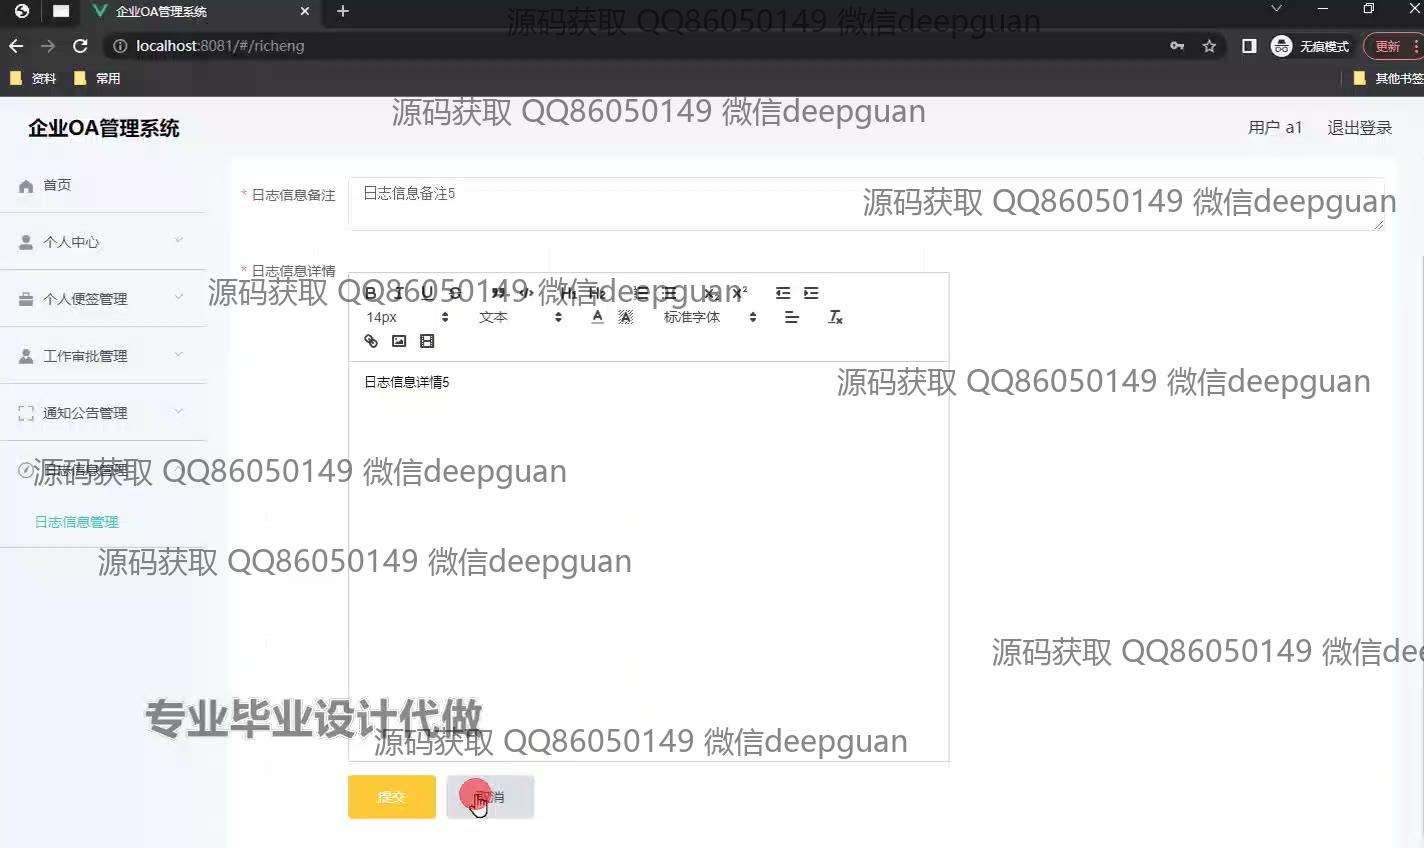 企业OA管理系统
源码获取 QQ86050149 微信deepguan
localhost:8081/#/richeng
无痕模式
更新
资料
常用
其他书签
源码获取 QQ86050149 微信deepguan
企业OA管理系统
用户 a1
退出登录
首页
* 日志信息备注
日志信息备注5
源码获取 QQ86050149 微信deepguan
个人中心
* 日志信息详情
个人便签管理
源码获取 QQ86050149 微信deepguan
B I U S H1 H2 X2 X²
14px
文本
A
A
标准字体
工作审批管理
日志信息详情5
源码获取 QQ86050149 微信deepguan
通知公告管理
日志信息管理
源码获取 QQ86050149 微信deepguan
日志信息管理
源码获取 QQ86050149 微信deepguan
源码获取 QQ86050149 微信dee
专业毕业设计代做
源码获取 QQ86050149 微信deepguan
提交
取消